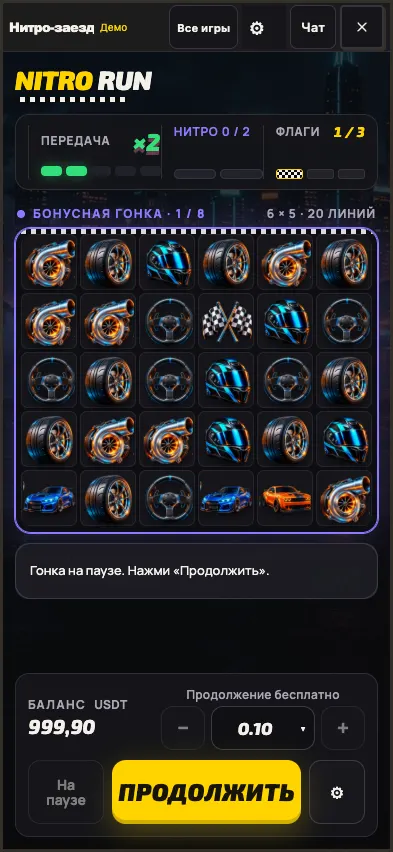 Нитро-заезд Демо Все игры Чат ×
NITRO RUN
ПЕРЕДАЧА ×2 НИТРО 0 / 2 ФЛАГИ 1 / 3
БОНУСНАЯ ГОНКА · 1 / 8 6 × 5 · 20 ЛИНИЙ
Гонка на паузе. Нажми «Продолжить».
Продолжение бесплатно
БАЛАНС USDT
999,90 − 0.10 +
На паузе
ПРОДОЛЖИТЬ